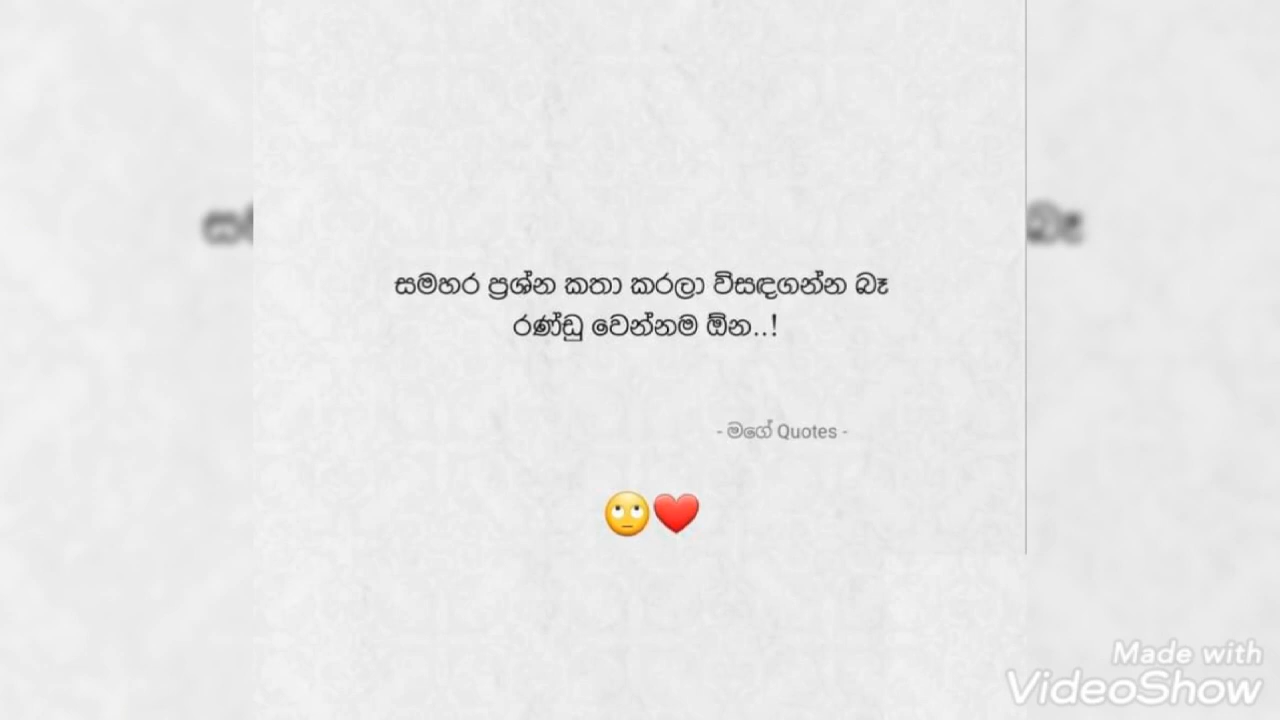 සමහර ප්‍රශ්න කතා කරලා විසඳගන්න බෑ
රණ්ඩු වෙන්නම ඕන..!
- මගේ Quotes -
🙄❤️
Made with
VideoShow